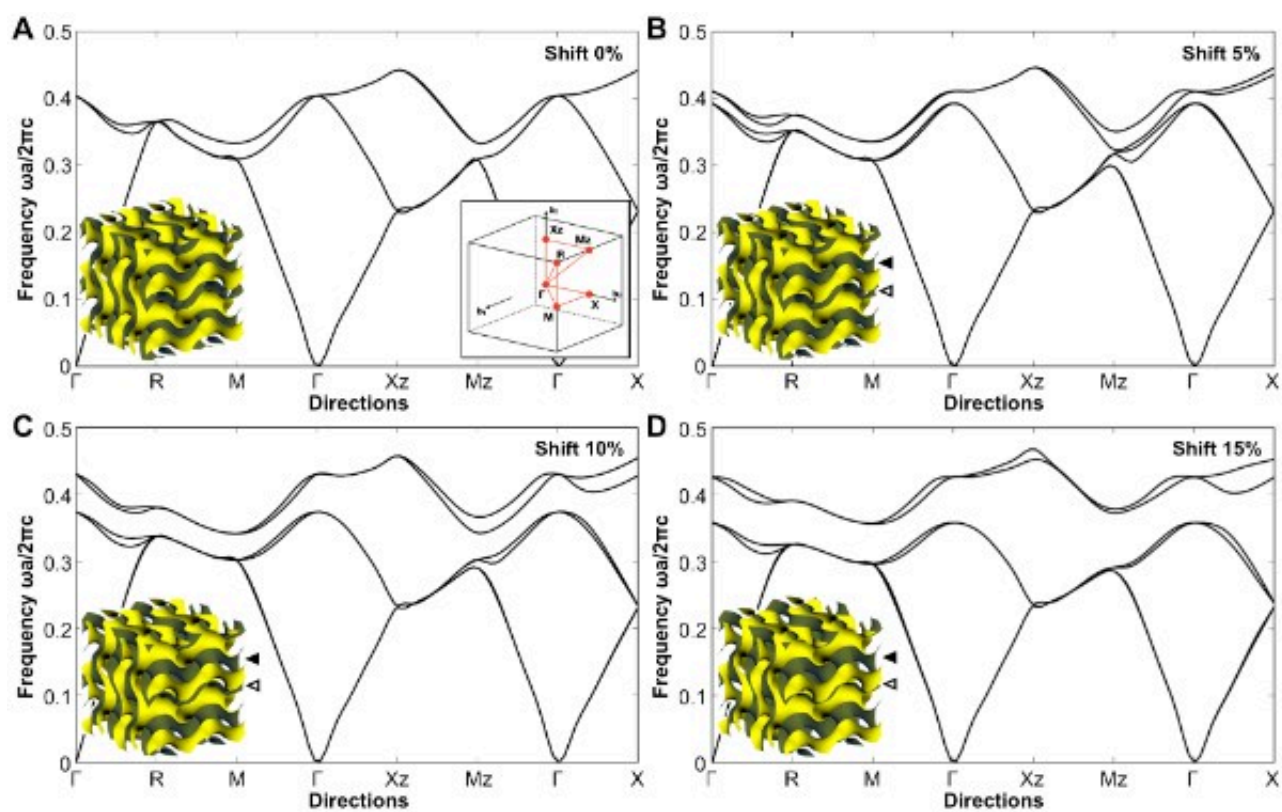 A
Shift 0%
0.5
0.4
0.3
0.2
0.1
0
Frequency ωa/2πc
Xz
Mz
R
Γ
M
X
Γ R M Γ Xz Mz Γ X
Directions
B
Shift 5%
0.5
0.4
0.3
0.2
0.1
0
Frequency ωa/2πc
Γ R M Γ Xz Mz Γ X
Directions
C
Shift 10%
0.5
0.4
0.3
0.2
0.1
0
Frequency ωa/2πc
Γ R M Γ Xz Mz Γ X
Directions
D
Shift 15%
0.5
0.4
0.3
0.2
0.1
0
Frequency ωa/2πc
Γ R M Γ Xz Mz Γ X
Directions